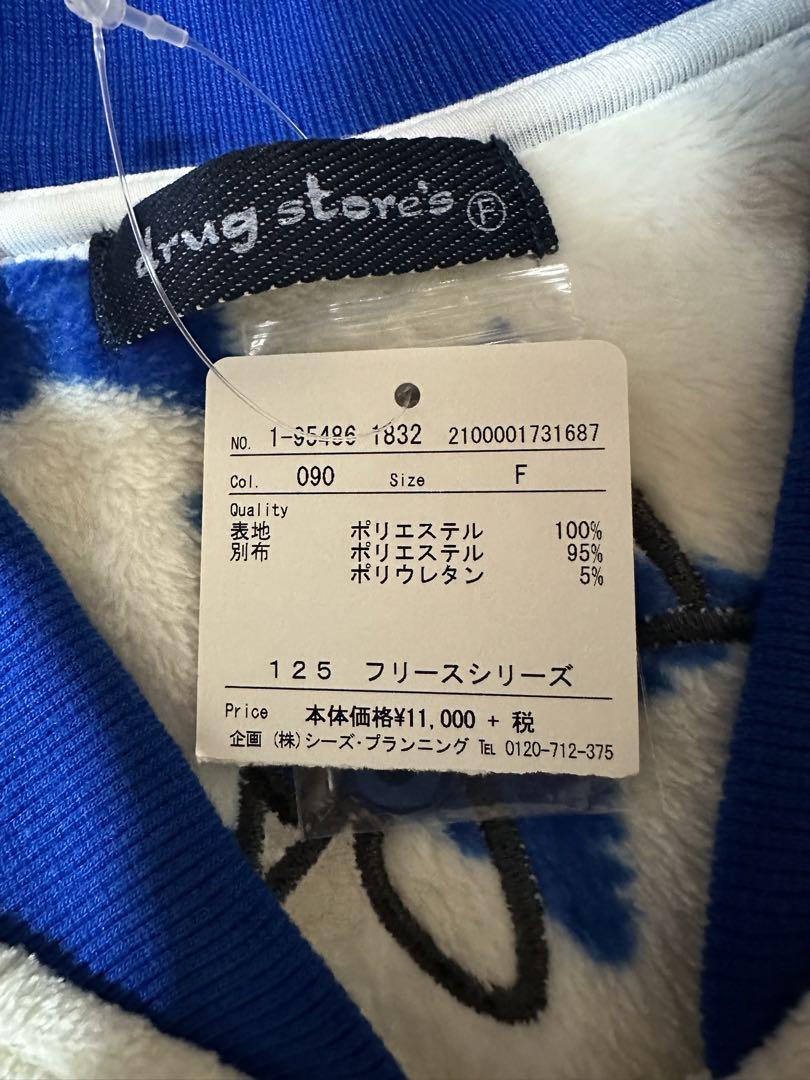 drug store's F
NO. 1-95486 1832 2100001731687
Col. 090 Size F
Quality
表地 ポリエステル 100%
別布 ポリエステル 95%
ポリウレタン 5%
125 フリースシリーズ
Price 本体価格¥11,000 + 税
企画 (株)シーズ・プランニング ℡ 0120-712-375